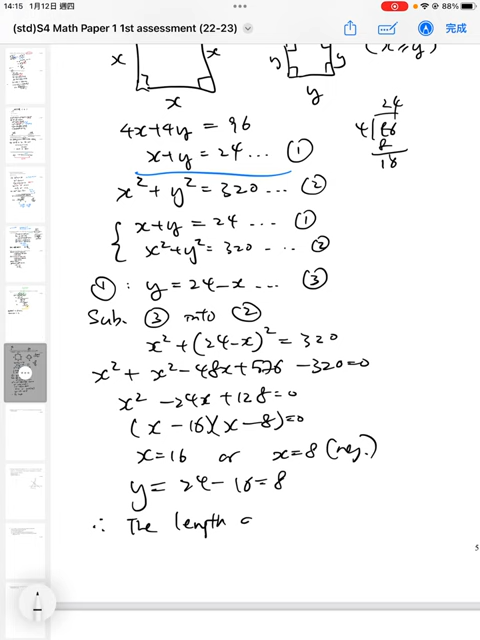 14:15 1月12日 週四
88%
(std)S4 Math Paper 1 1st assessment (22-23)
完成
x x y y (x ≥ y)
x y
4x+4y = 96
x+y = 24 ... ①
24
4
8
16
x² + y² = 320 ... ②
x+y = 24 ... ①
x²+y² = 320 ... ②
① : y = 24-x ... ③
Sub. ③ into ②
x² + (24-x)² = 320
x² + x² - 48x + 576 - 320 = 0
x² - 24x + 128 = 0
(x - 16)(x - 8) = 0
x = 16 or x = 8 (rej.)
y = 24 - 16 = 8
∴ The length o
5